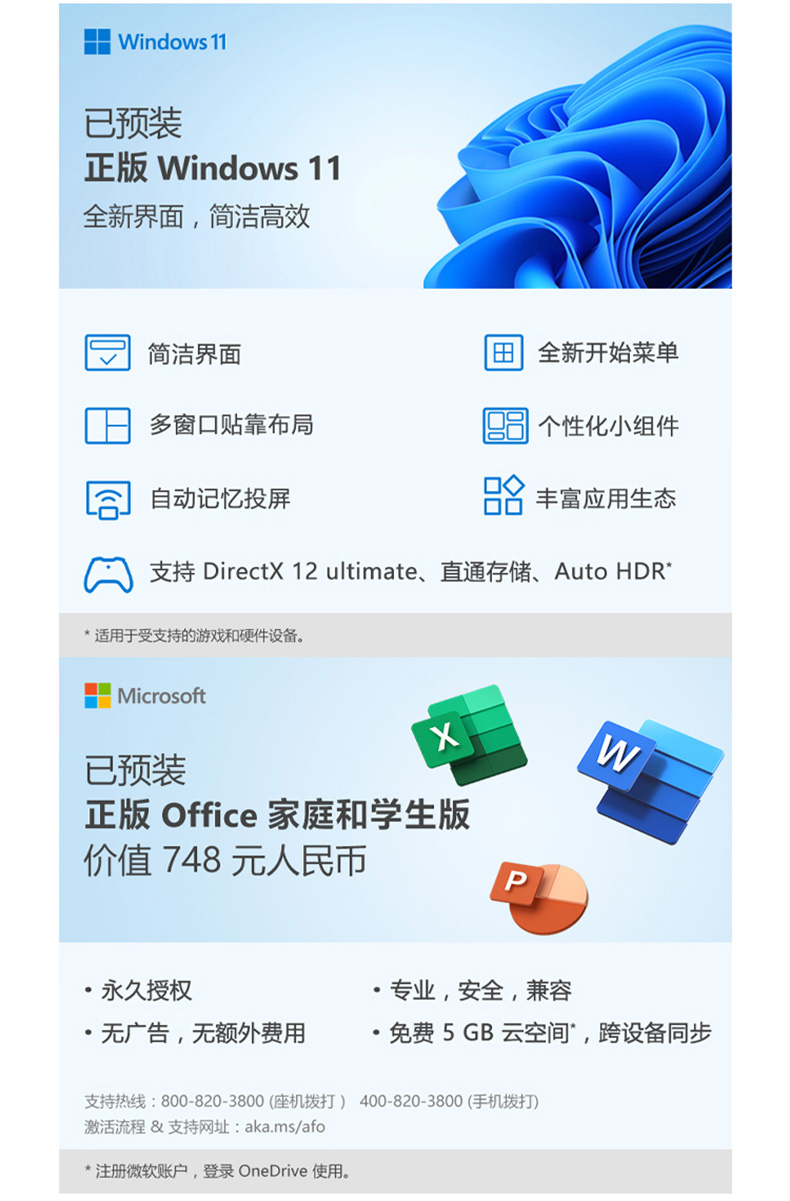 Windows 11
已预装
正版 Windows 11
全新界面，简洁高效
简洁界面
全新开始菜单
多窗口贴靠布局
个性化小组件
自动记忆投屏
丰富应用生态
支持 DirectX 12 ultimate、直通存储、Auto HDR*
* 适用于受支持的游戏和硬件设备。
Microsoft
X
W
P
已预装
正版 Office 家庭和学生版
价值 748 元人民币
• 永久授权
• 专业，安全，兼容
• 无广告，无额外费用
• 免费 5 GB 云空间*，跨设备同步
支持热线：800-820-3800 (座机拨打） 400-820-3800 (手机拨打)
激活流程 & 支持网址：aka.ms/afo
* 注册微软账户，登录 OneDrive 使用。